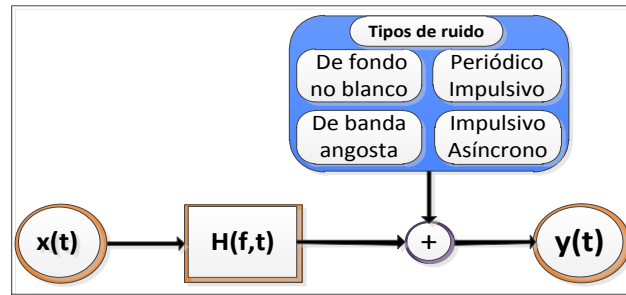 Tipos de ruido
De fondo
no blanco
Periódico
Impulsivo
De banda
angosta
Impulsivo
Asíncrono
x(t)
H(f,t)
+
y(t)